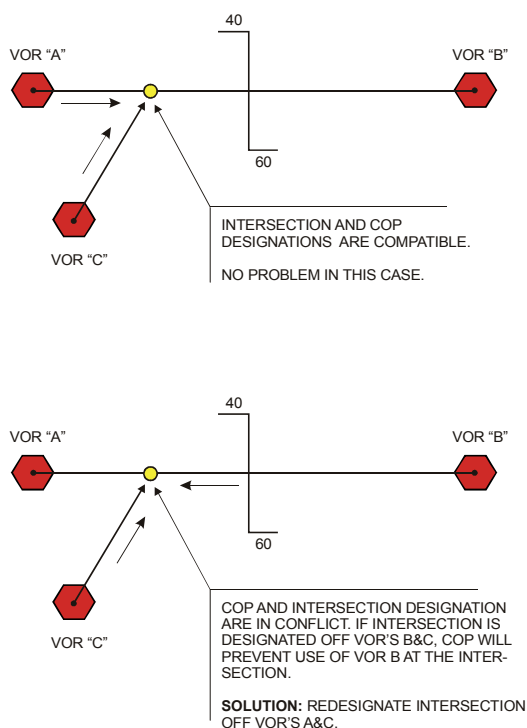 40
VOR “A”
VOR “B”
60
VOR “C”
INTERSECTION AND COP
DESIGNATIONS ARE COMPATIBLE.
NO PROBLEM IN THIS CASE.
40
VOR “A”
VOR “B”
60
VOR “C”
COP AND INTERSECTION DESIGNATION
ARE IN CONFLICT. IF INTERSECTION IS
DESIGNATED OFF VOR'S B&C, COP WILL
PREVENT USE OF VOR B AT THE INTER-
SECTION.
SOLUTION: REDESIGNATE INTERSECTION
OFF VOR'S A&C.